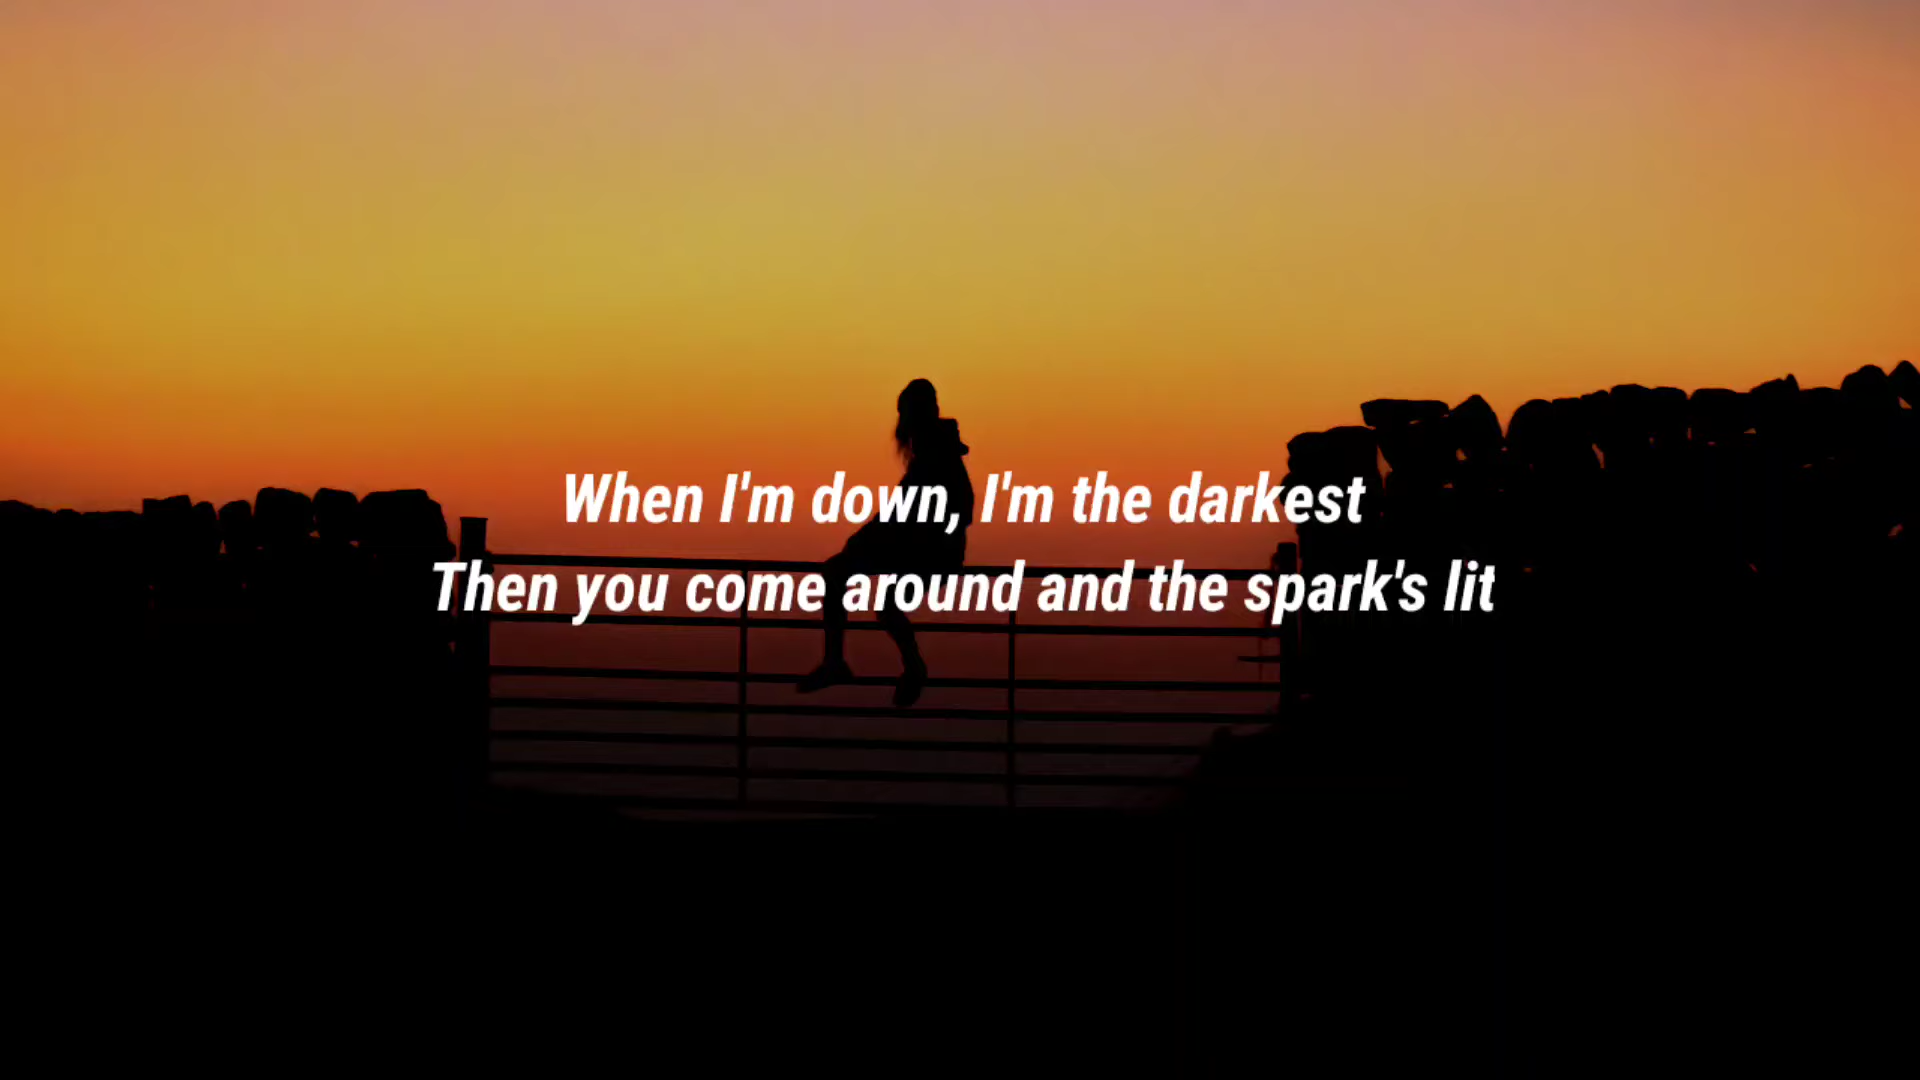 When I'm down, I'm the darkest
Then you come around and the spark's lit